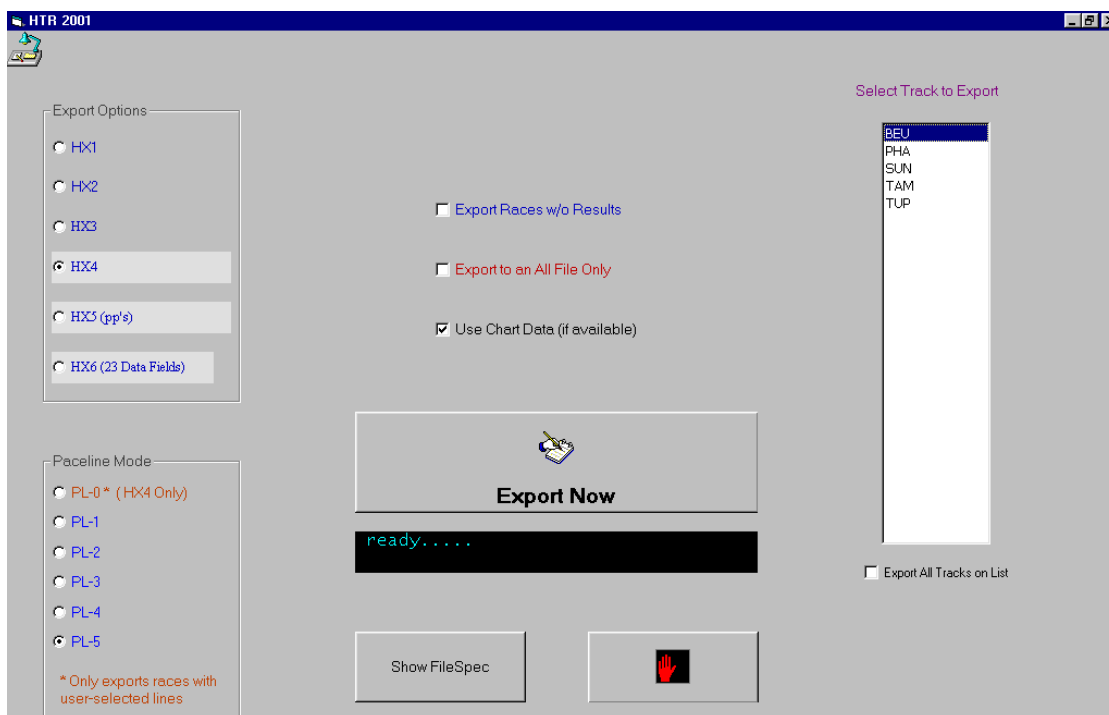 HTR 2001
Export Options
HX1
HX2
HX3
HX4
HX5 (pp's)
HX6 (23 Data Fields)
Paceline Mode
PL-0 * ( HX4 Only)
PL-1
PL-2
PL-3
PL-4
PL-5
* Only exports races with
user-selected lines
Export Races w/o Results
Export to an All File Only
Use Chart Data (if available)
Export Now
ready.....
Show FileSpec
Select Track to Export
BEU
PHA
SUN
TAM
TUP
Export All Tracks on List